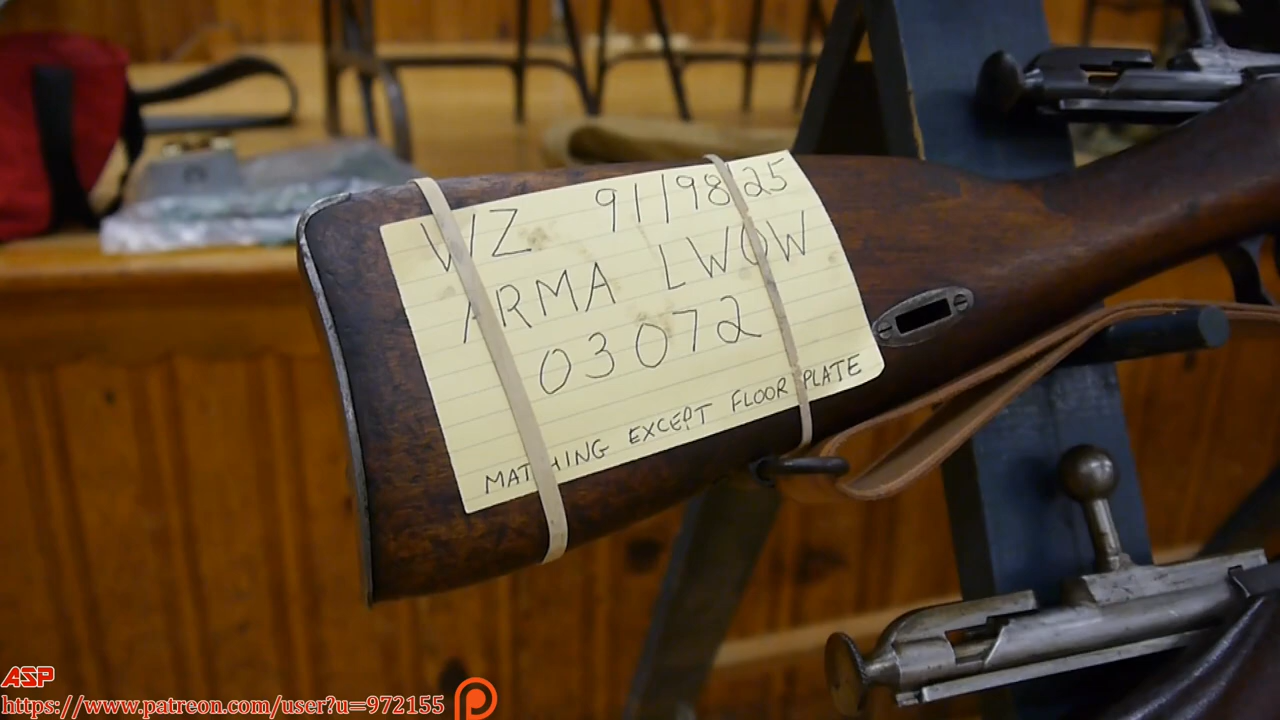 WZ 91/98/25
ARMA LWOW
03072
MATCHING EXCEPT FLOOR PLATE
ASP
https://www.patreon.com/user?u=972155